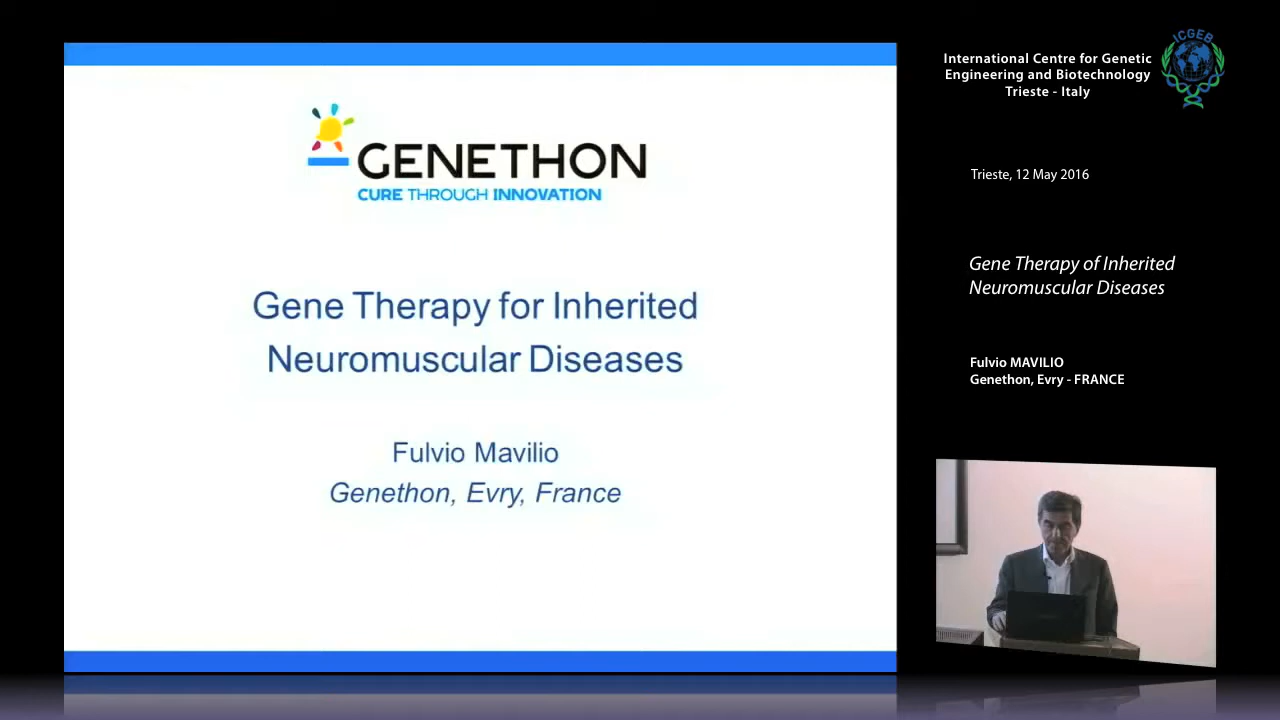 GENETHON
CURE THROUGH INNOVATION
Gene Therapy for Inherited
Neuromuscular Diseases
Fulvio Mavilio
Genethon, Evry, France
International Centre for Genetic
Engineering and Biotechnology
Trieste - Italy
ICGEB
Trieste, 12 May 2016
Gene Therapy of Inherited
Neuromuscular Diseases
Fulvio MAVILIO
Genethon, Evry - FRANCE